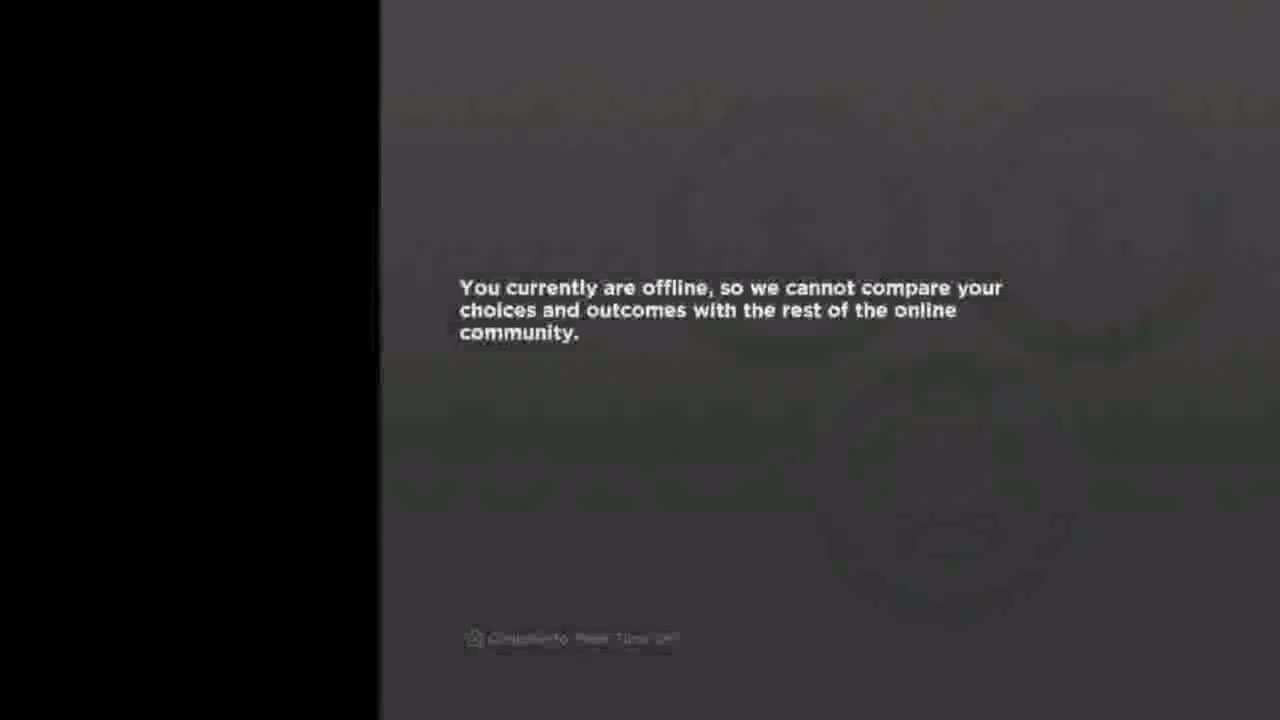 You currently are offline, so we cannot compare your
choices and outcomes with the rest of the online
community.